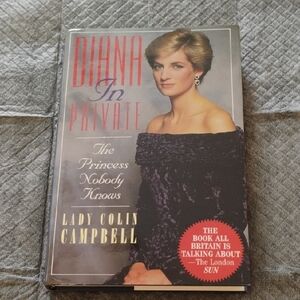 DIANA
In
PRIVATE
The
Princess
Nobody
Knows
LADY COLIN
CAMPBELL
THE
BOOK ALL
BRITAIN IS
TALKING ABOUT
—The London
SUN